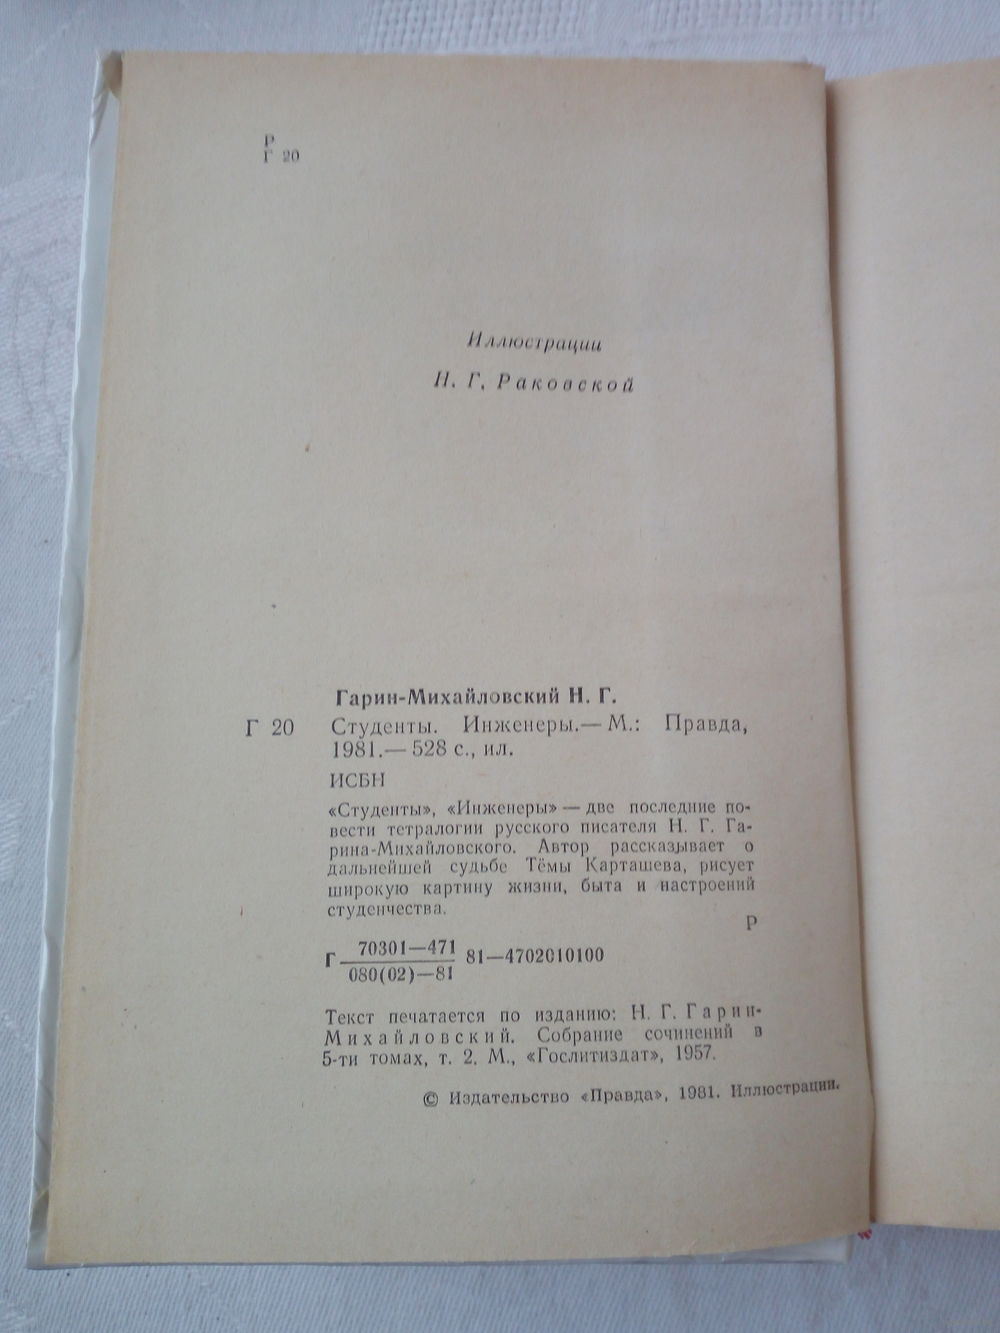 Р
Г 20
Иллюстрации
Н. Г. Раковской
Гарин-Михайловский Н. Г.
Г 20 Студенты. Инженеры.— М.: Правда,
1981.— 528 с., ил.
ИСБН
«Студенты», «Инженеры» — две последние по-
вести тетралогии русского писателя Н. Г. Га-
рина-Михайловского. Автор рассказывает о
дальнейшей судьбе Тёмы Карташева, рисует
широкую картину жизни, быта и настроений
студенчества.
Р
Г 70301—471
080(02)—81 81—4702010100
Текст печатается по изданию: Н. Г. Гарин-
Михайловский. Собрание сочинений в
5-ти томах, т. 2. М., «Гослитиздат», 1957.
© Издательство «Правда», 1981. Иллюстрации.